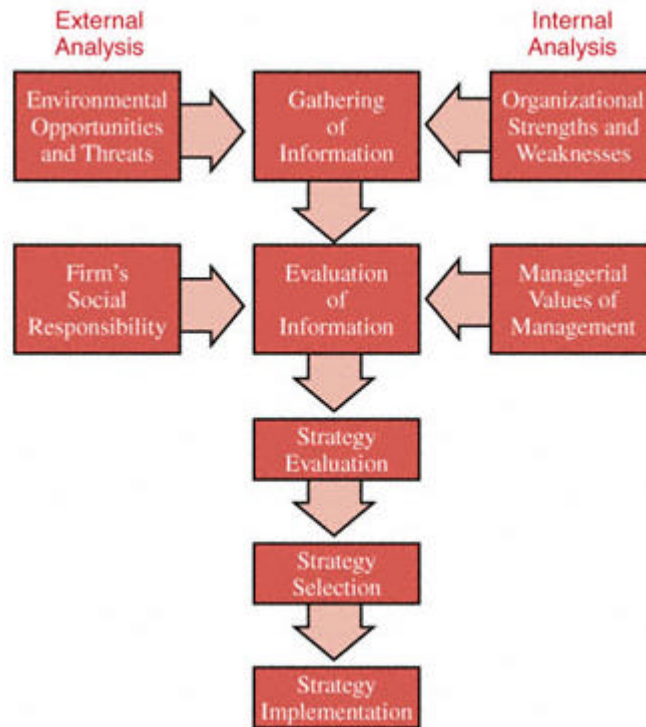 External
Analysis
Internal
Analysis
Environmental
Opportunities
and Threats
Gathering
of
Information
Organizational
Strengths and
Weaknesses
Firm's
Social
Responsibility
Evaluation
of
Information
Managerial
Values of
Management
Strategy
Evaluation
Strategy
Selection
Strategy
Implementation